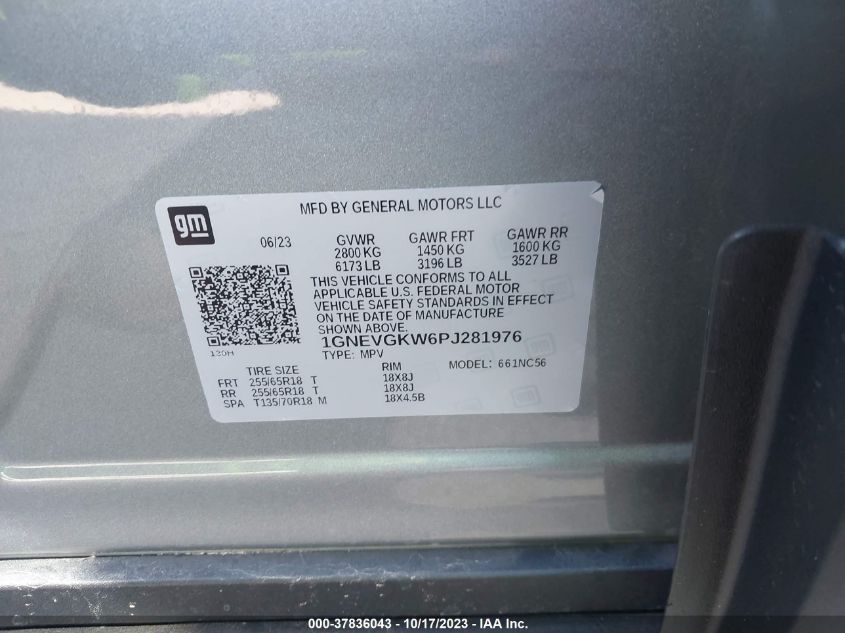 gm
MFD BY GENERAL MOTORS LLC
06/23 GVWR GAWR FRT GAWR RR
2800 KG 1450 KG 1600 KG
6173 LB 3196 LB 3527 LB
THIS VEHICLE CONFORMS TO ALL
APPLICABLE U.S. FEDERAL MOTOR
VEHICLE SAFETY STANDARDS IN EFFECT
ON THE DATE OF MANUFACTURE
SHOWN ABOVE.
1GNEVGKW6PJ281976
TYPE: MPV MODEL: 661NC56
TIRE SIZE RIM
FRT 255/65R18 T 18X8J
RR 255/65R18 T 18X8J
SPA T135/70R18 M 18X4.5B
000-37836043 - 10/17/2023 - IAA Inc.